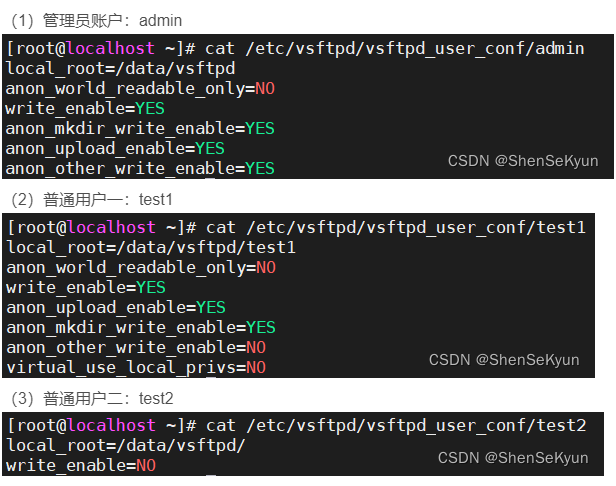 （1）管理员账户：admin
[root@localhost ~]# cat /etc/vsftpd/vsftpd_user_conf/admin
local_root=/data/vsftpd
anon_world_readable_only=NO
write_enable=YES
anon_mkdir_write_enable=YES
anon_upload_enable=YES
anon_other_write_enable=YES
CSDN @ShenSeKyun
（2）普通用户一：test1
[root@localhost ~]# cat /etc/vsftpd/vsftpd_user_conf/test1
local_root=/data/vsftpd/test1
anon_world_readable_only=NO
write_enable=YES
anon_upload_enable=YES
anon_mkdir_write_enable=YES
anon_other_write_enable=NO
virtual_use_local_privs=NO
CSDN @ShenSeKyun
（3）普通用户二：test2
[root@localhost ~]# cat /etc/vsftpd/vsftpd_user_conf/test2
local_root=/data/vsftpd/
write_enable=NO
CSDN @ShenSeKyun